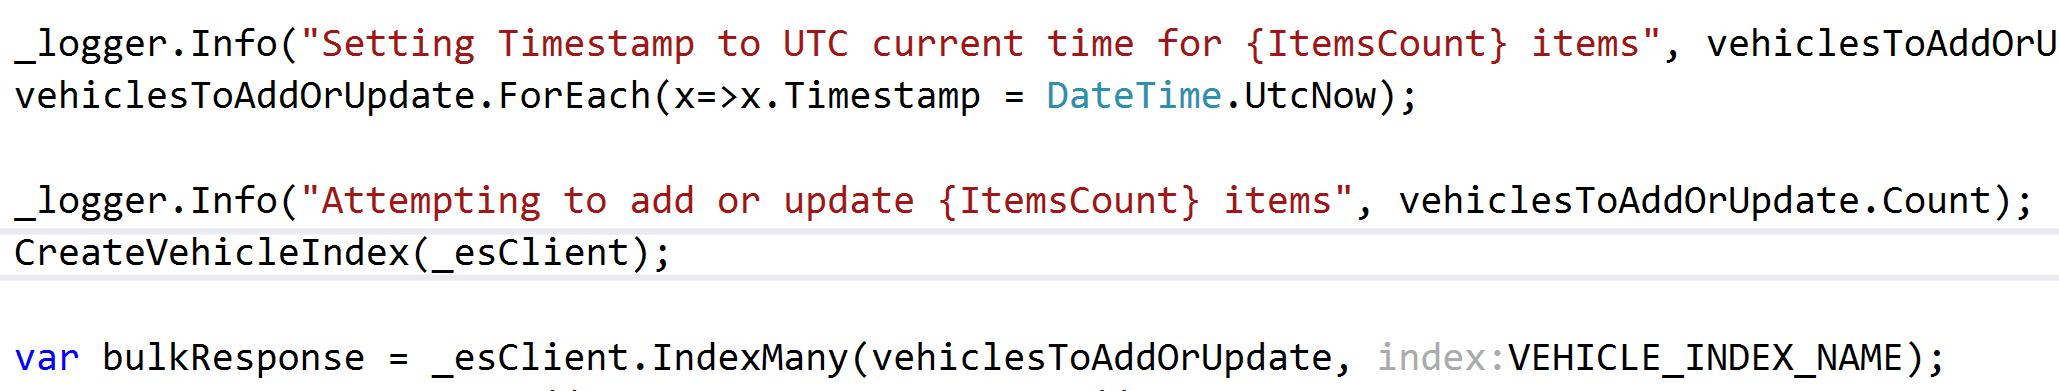 _logger.Info("Setting Timestamp to UTC current time for {ItemsCount} items", vehiclesToAddOrU
vehiclesToAddOrUpdate.ForEach(x=>x.Timestamp = DateTime.UtcNow);
_logger.Info("Attempting to add or update {ItemsCount} items", vehiclesToAddOrUpdate.Count);
CreateVehicleIndex(_esClient);
var bulkResponse = _esClient.IndexMany(vehiclesToAddOrUpdate, index:VEHICLE_INDEX_NAME);